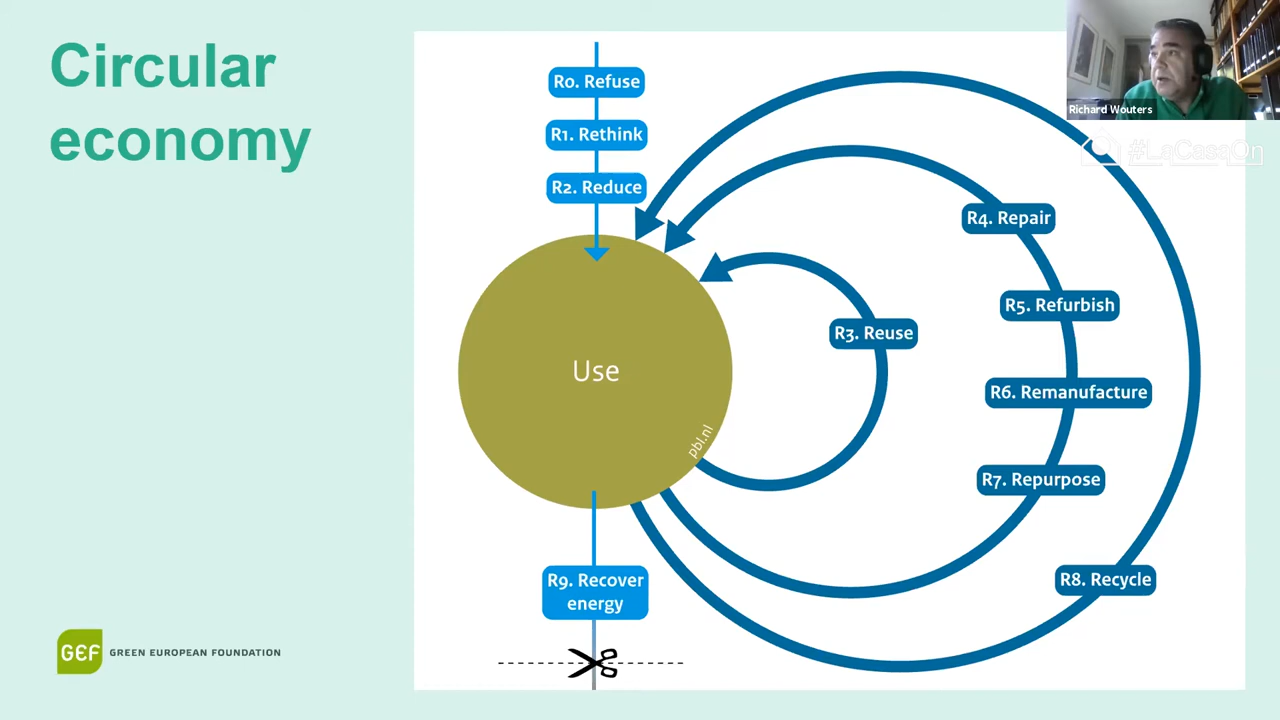 Circular
economy
R0. Refuse
R1. Rethink
R2. Reduce
Richard Wouters
#LaCasaOn
R4. Repair
R5. Refurbish
R3. Reuse
Use
R6. Remanufacture
pbl.nl
R7. Repurpose
R8. Recycle
R9. Recover
energy
GEF GREEN EUROPEAN FOUNDATION